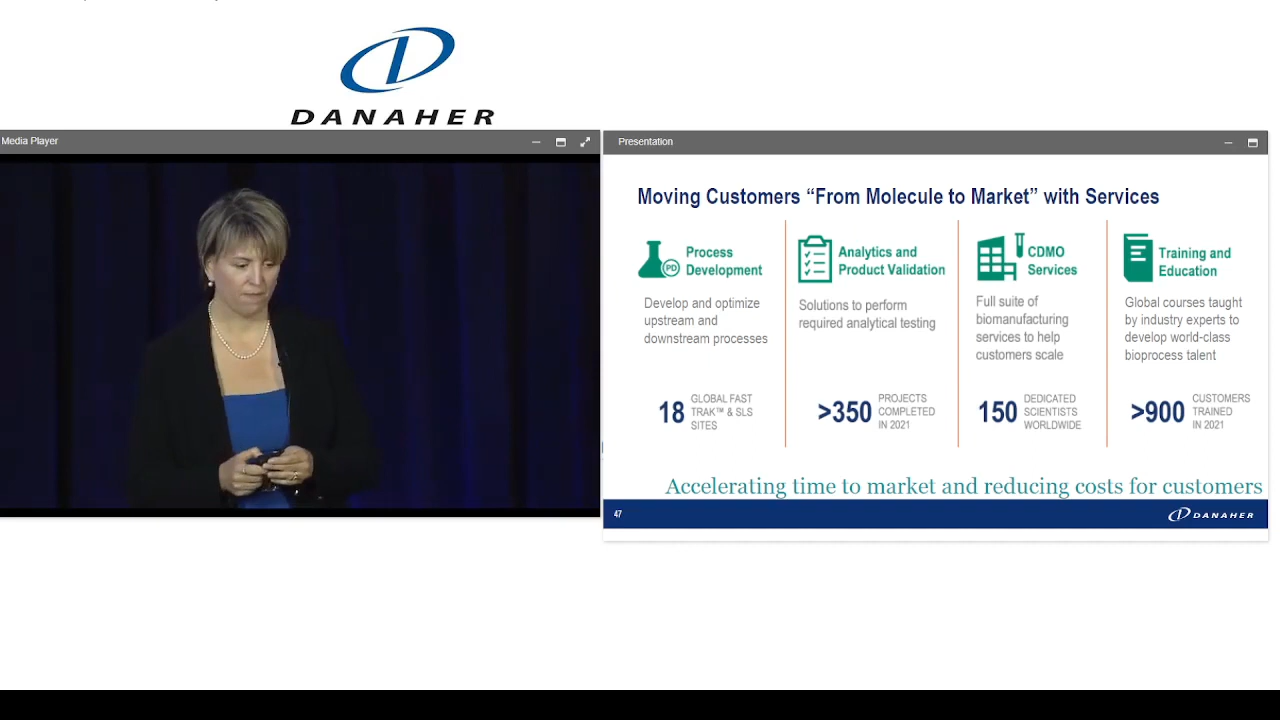 DANAHER
Media Player
Presentation
Moving Customers “From Molecule to Market” with Services
PD
Process
Development
Develop and optimize
upstream and
downstream processes
18
GLOBAL FAST
TRAK™ & SLS
SITES
Analytics and
Product Validation
Solutions to perform
required analytical testing
>350
PROJECTS
COMPLETED
IN 2021
CDMO
Services
Full suite of
biomanufacturing
services to help
customers scale
150
DEDICATED
SCIENTISTS
WORLDWIDE
Training and
Education
Global courses taught
by industry experts to
develop world-class
bioprocess talent
>900
CUSTOMERS
TRAINED
IN 2021
Accelerating time to market and reducing costs for customers
47
DANAHER